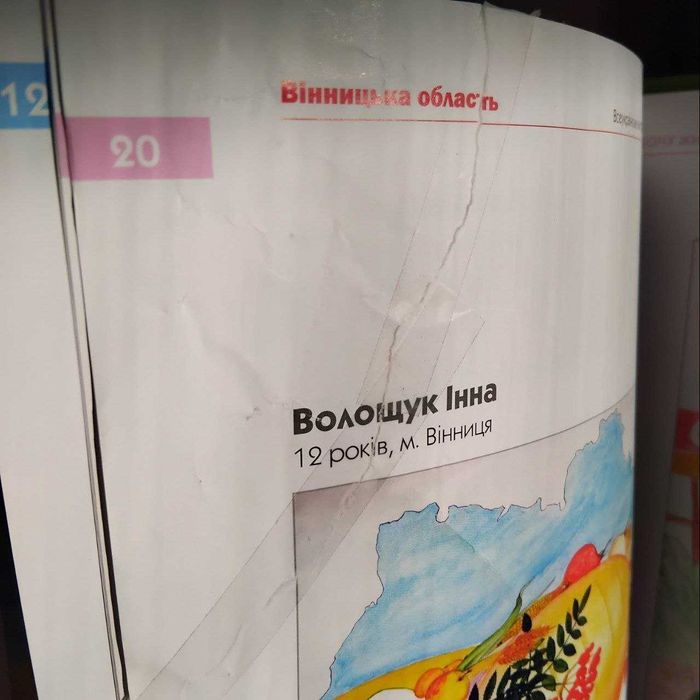 12
20
Вінницька область
Волощук Інна
12 років, м. Вінниця